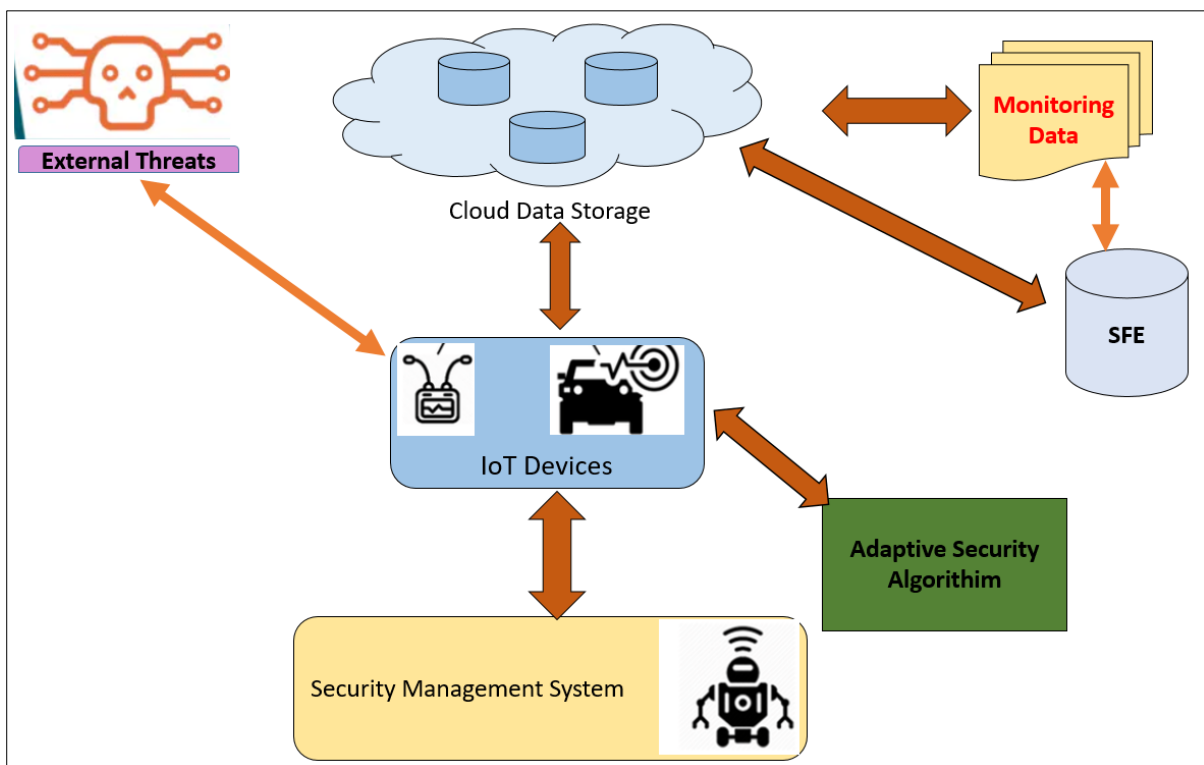 External Threats
Cloud Data Storage
Monitoring
Data
SFE
IoT Devices
Adaptive Security
Algorithim
Security Management System